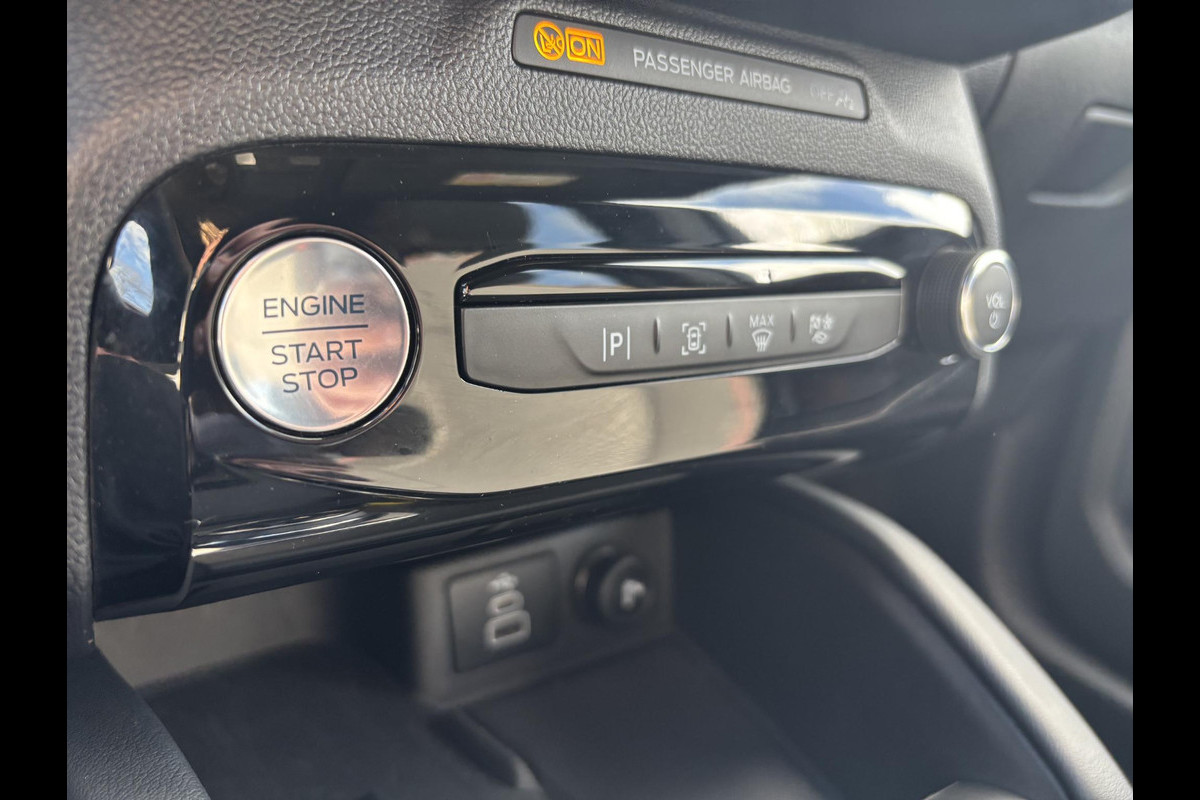 ON PASSENGER AIRBAG
ENGINE
START
STOP
P
MAX
VOL